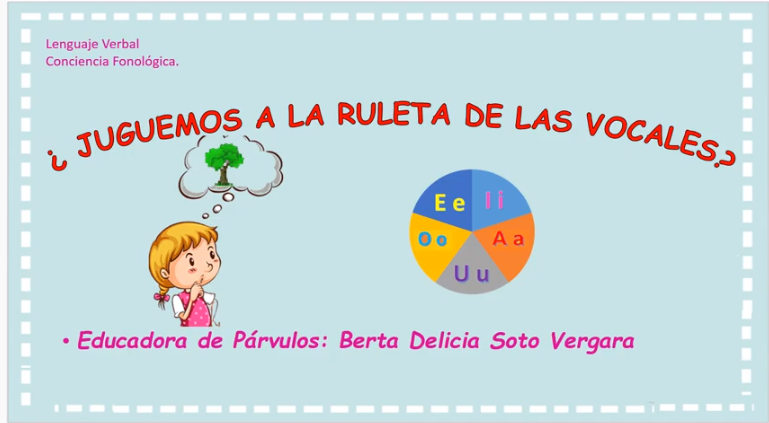 Lenguaje Verbal
Conciencia Fonológica.
¿ JUGUEMOS A LA RULETA DE LAS VOCALES?
E e
I i
O o
A a
U u
• Educadora de Párvulos: Berta Delicia Soto Vergara